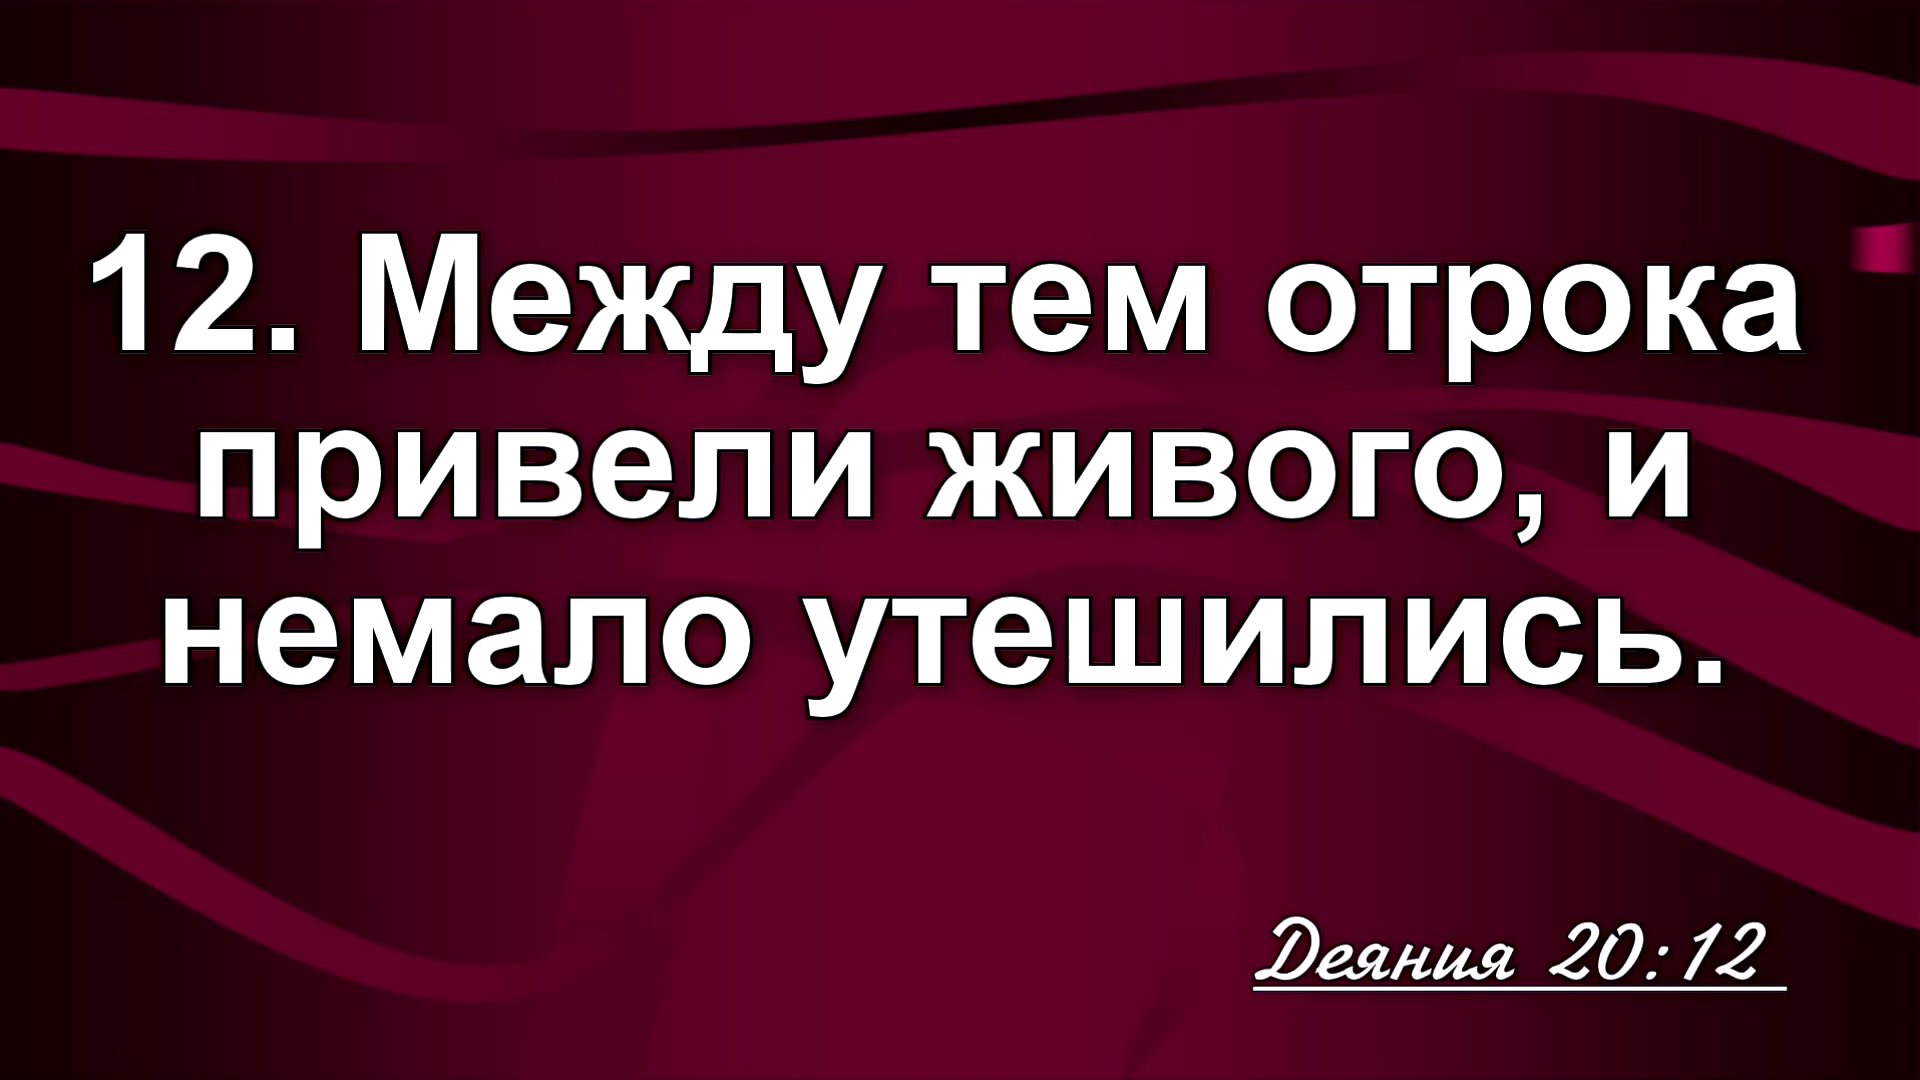 12. Между тем отрока
привели живого, и
немало утешились.
Деяния 20:12